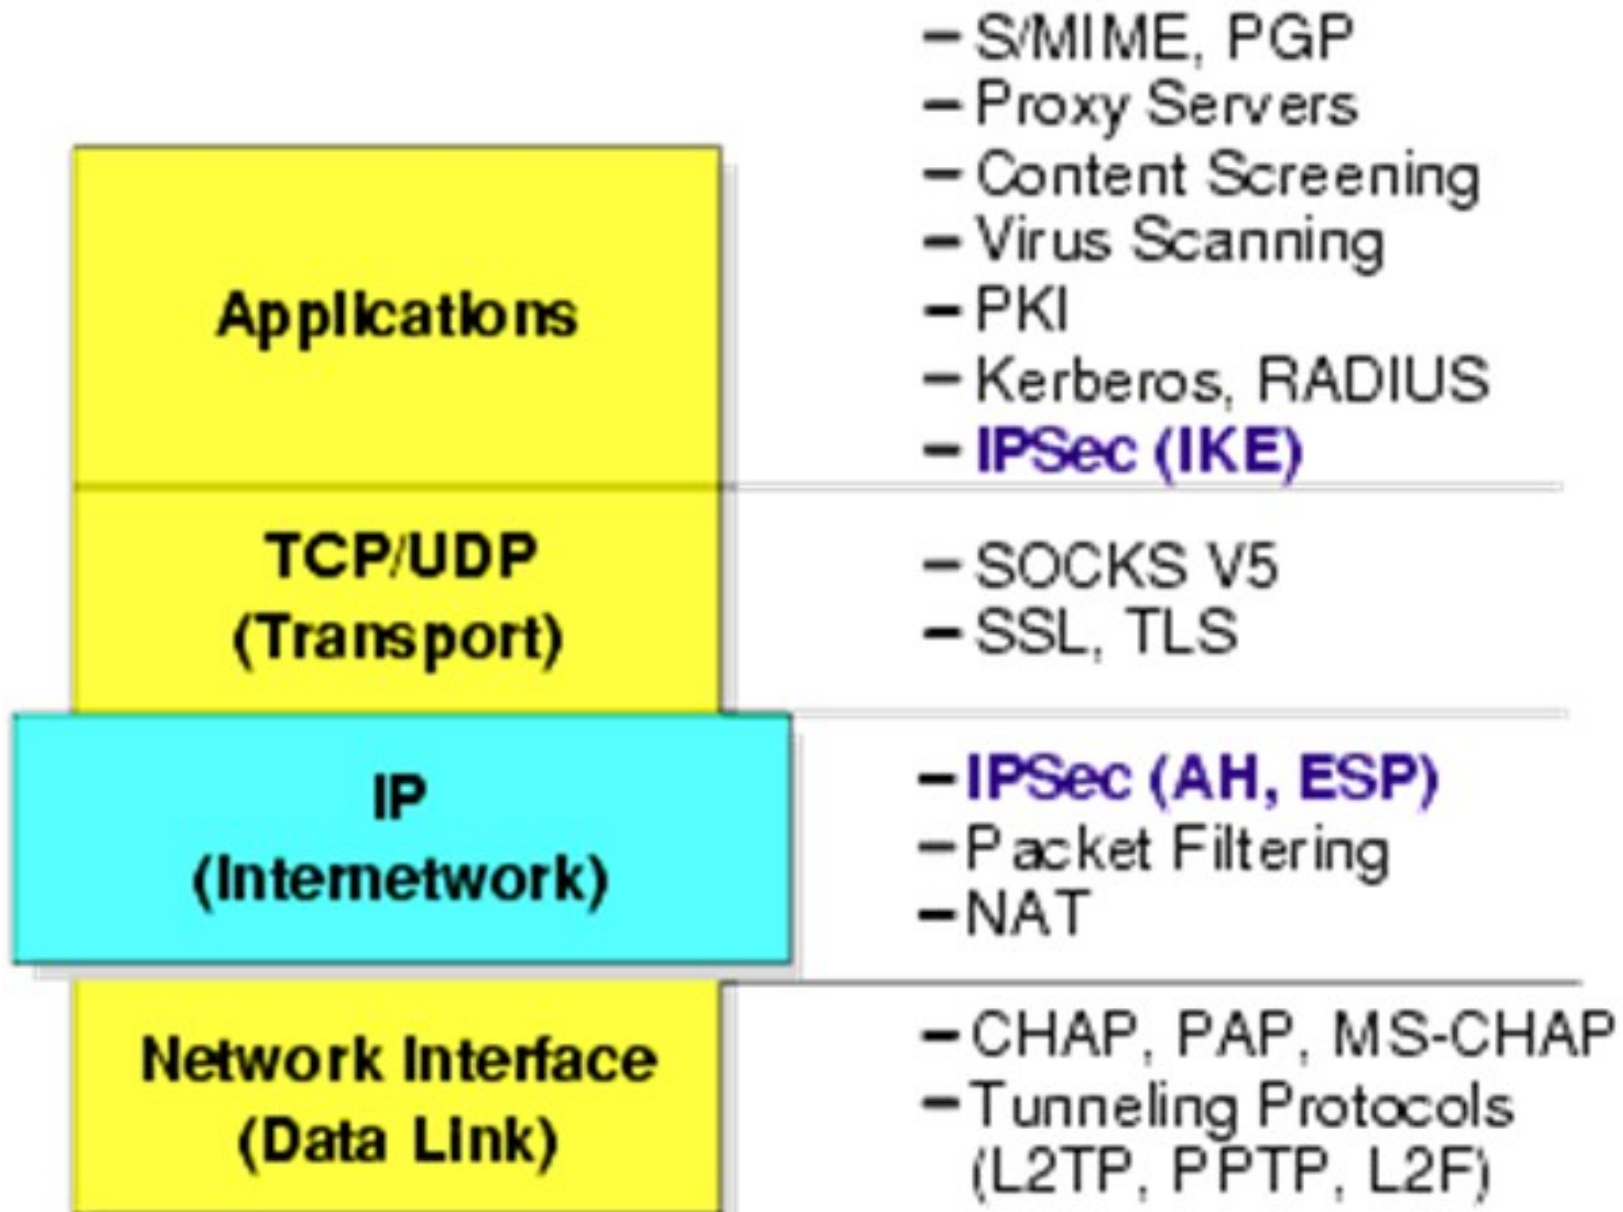 – S/MIME, PGP
– Proxy Servers
– Content Screening
– Virus Scanning
– PKI
– Kerberos, RADIUS
– IPSec (IKE)
Applications
– SOCKS V5
– SSL, TLS
TCP/UDP
(Transport)
– IPSec (AH, ESP)
– Packet Filtering
– NAT
IP
(Internetwork)
– CHAP, PAP, MS-CHAP
– Tunneling Protocols
(L2TP, PPTP, L2F)
Network Interface
(Data Link)